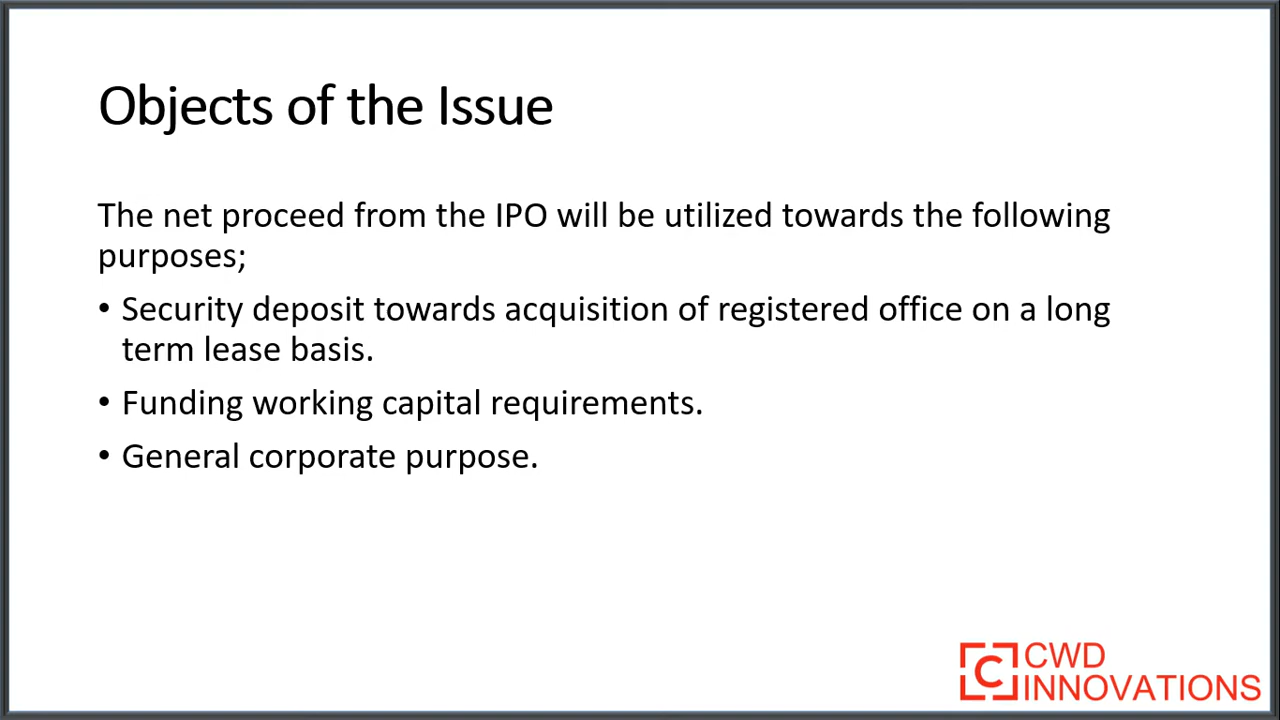 Objects of the Issue
The net proceed from the IPO will be utilized towards the following
purposes;
• Security deposit towards acquisition of registered office on a long
term lease basis.
• Funding working capital requirements.
• General corporate purpose.
C CWD
INNOVATIONS